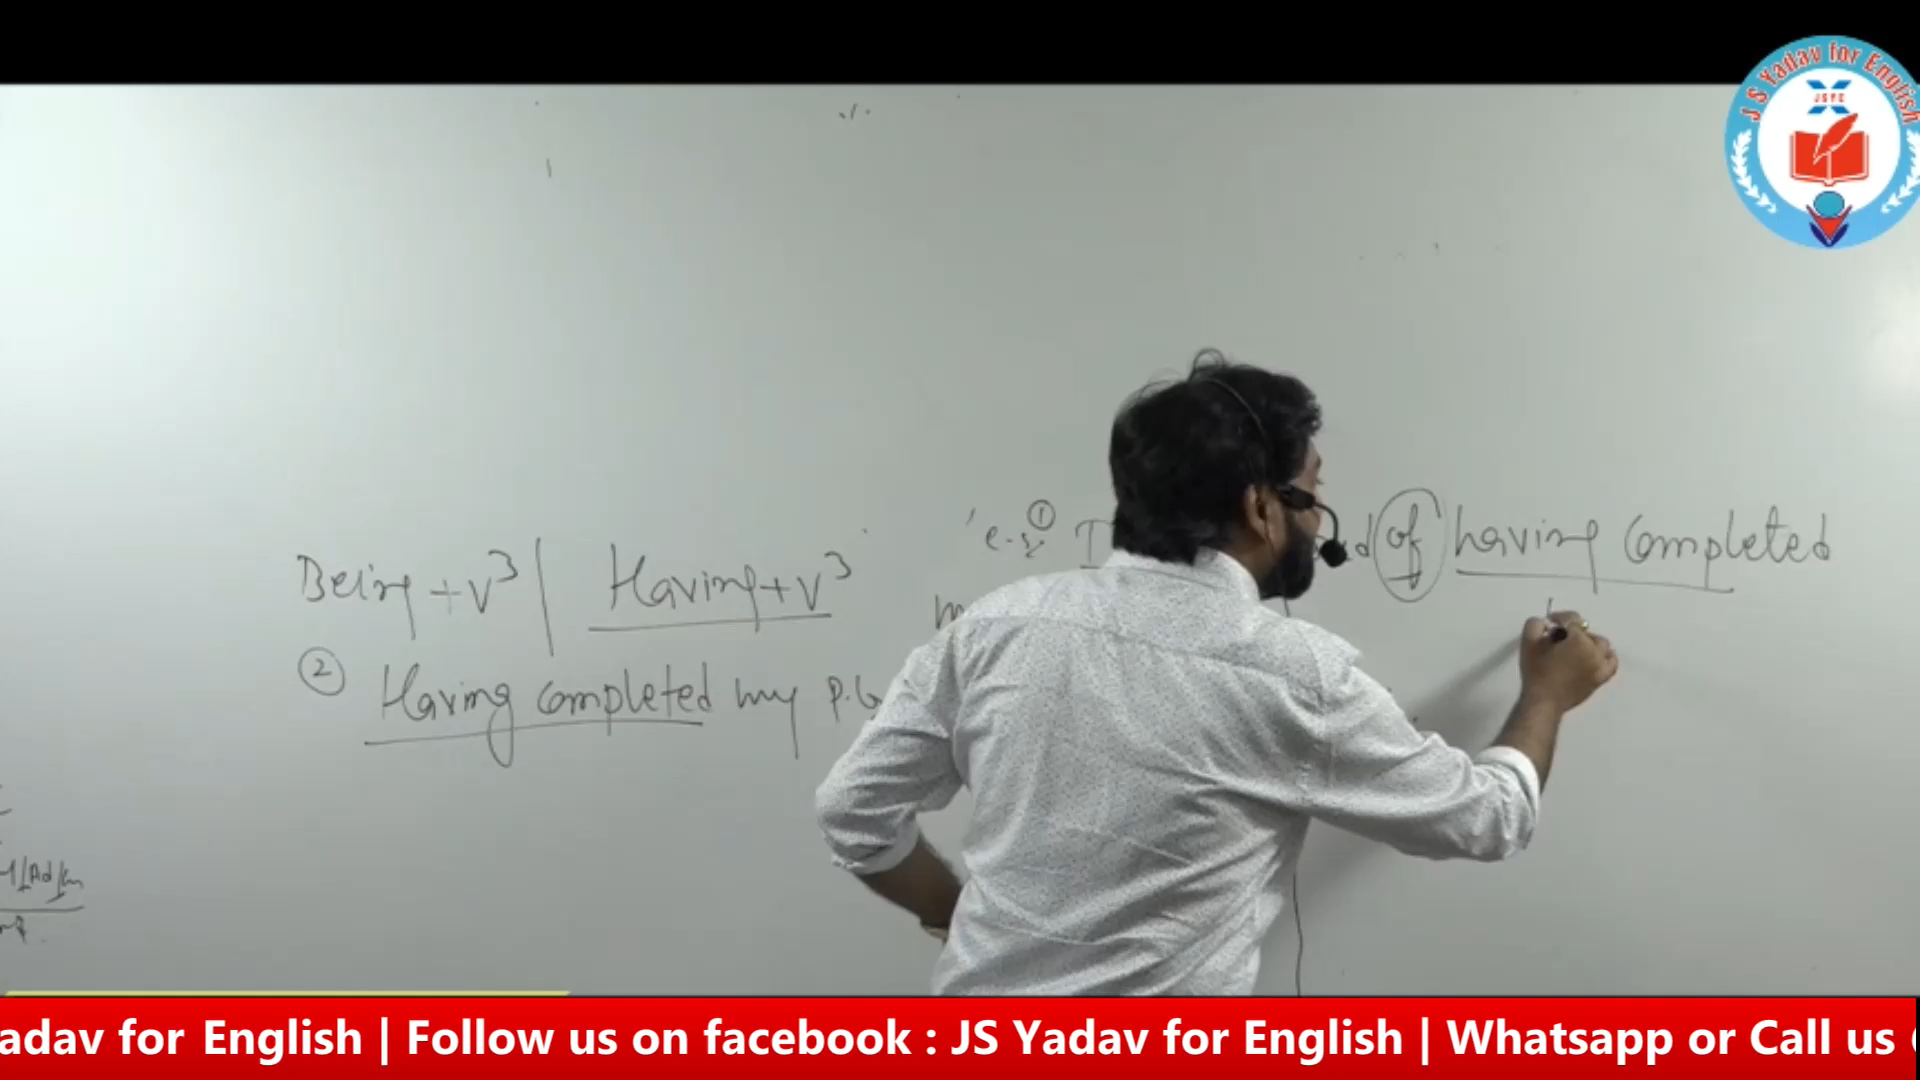 J S Yadav for English
JSYE
e.g. ① I
of having completed
Being + V³ | Having + V³
② Having completed my P.G
adav for English | Follow us on facebook : JS Yadav for English | Whatsapp or Call us